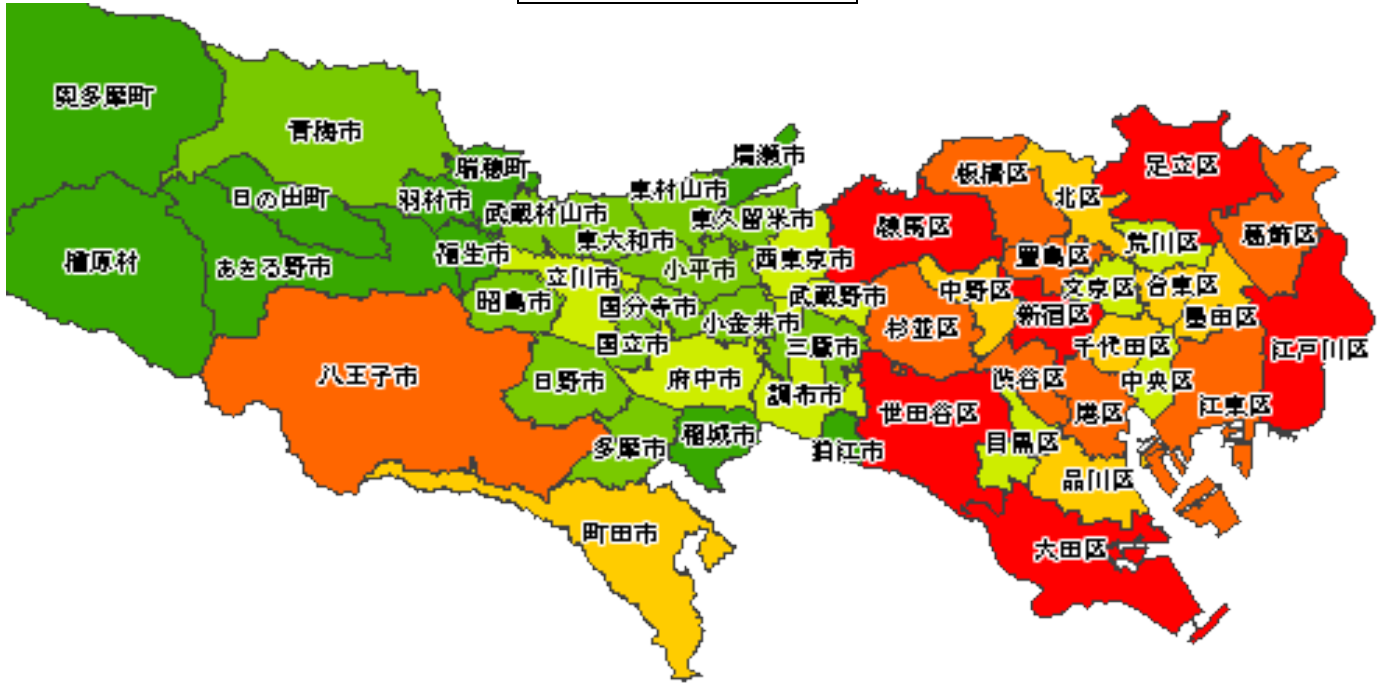 奥多摩町
青梅市
瑞穂町
清瀬市
日の出町
羽村市
東村山市
武蔵村山市
東久留米市
東大和市
檜原村
あきる野市
福生市
立川市
小平市
西東京市
昭島市
国分寺市
武蔵野市
小金井市
国立市
三鷹市
八王子市
日野市
府中市
調布市
多摩市
稲城市
狛江市
町田市
板橋区
足立区
北区
練馬区
荒川区
葛飾区
豊島区
中野区
文京区
台東区
杉並区
新宿区
墨田区
千代田区
江戸川区
渋谷区
中央区
世田谷区
港区
江東区
目黒区
品川区
大田区